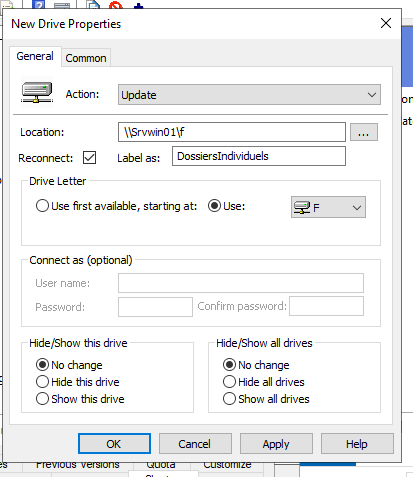 New Drive Properties
General
Common
Action:
Update
Location:
\\Srvwin01\f
...
Reconnect:
Label as:
DossiersIndividuels
Drive Letter
Use first available, starting at:
Use:
F
Connect as (optional)
User name:
Password:
Confirm password:
Hide/Show this drive
No change
Hide this drive
Show this drive
Hide/Show all drives
No change
Hide all drives
Show all drives
OK
Cancel
Apply
Help
Previous Versions
Quota
Customize